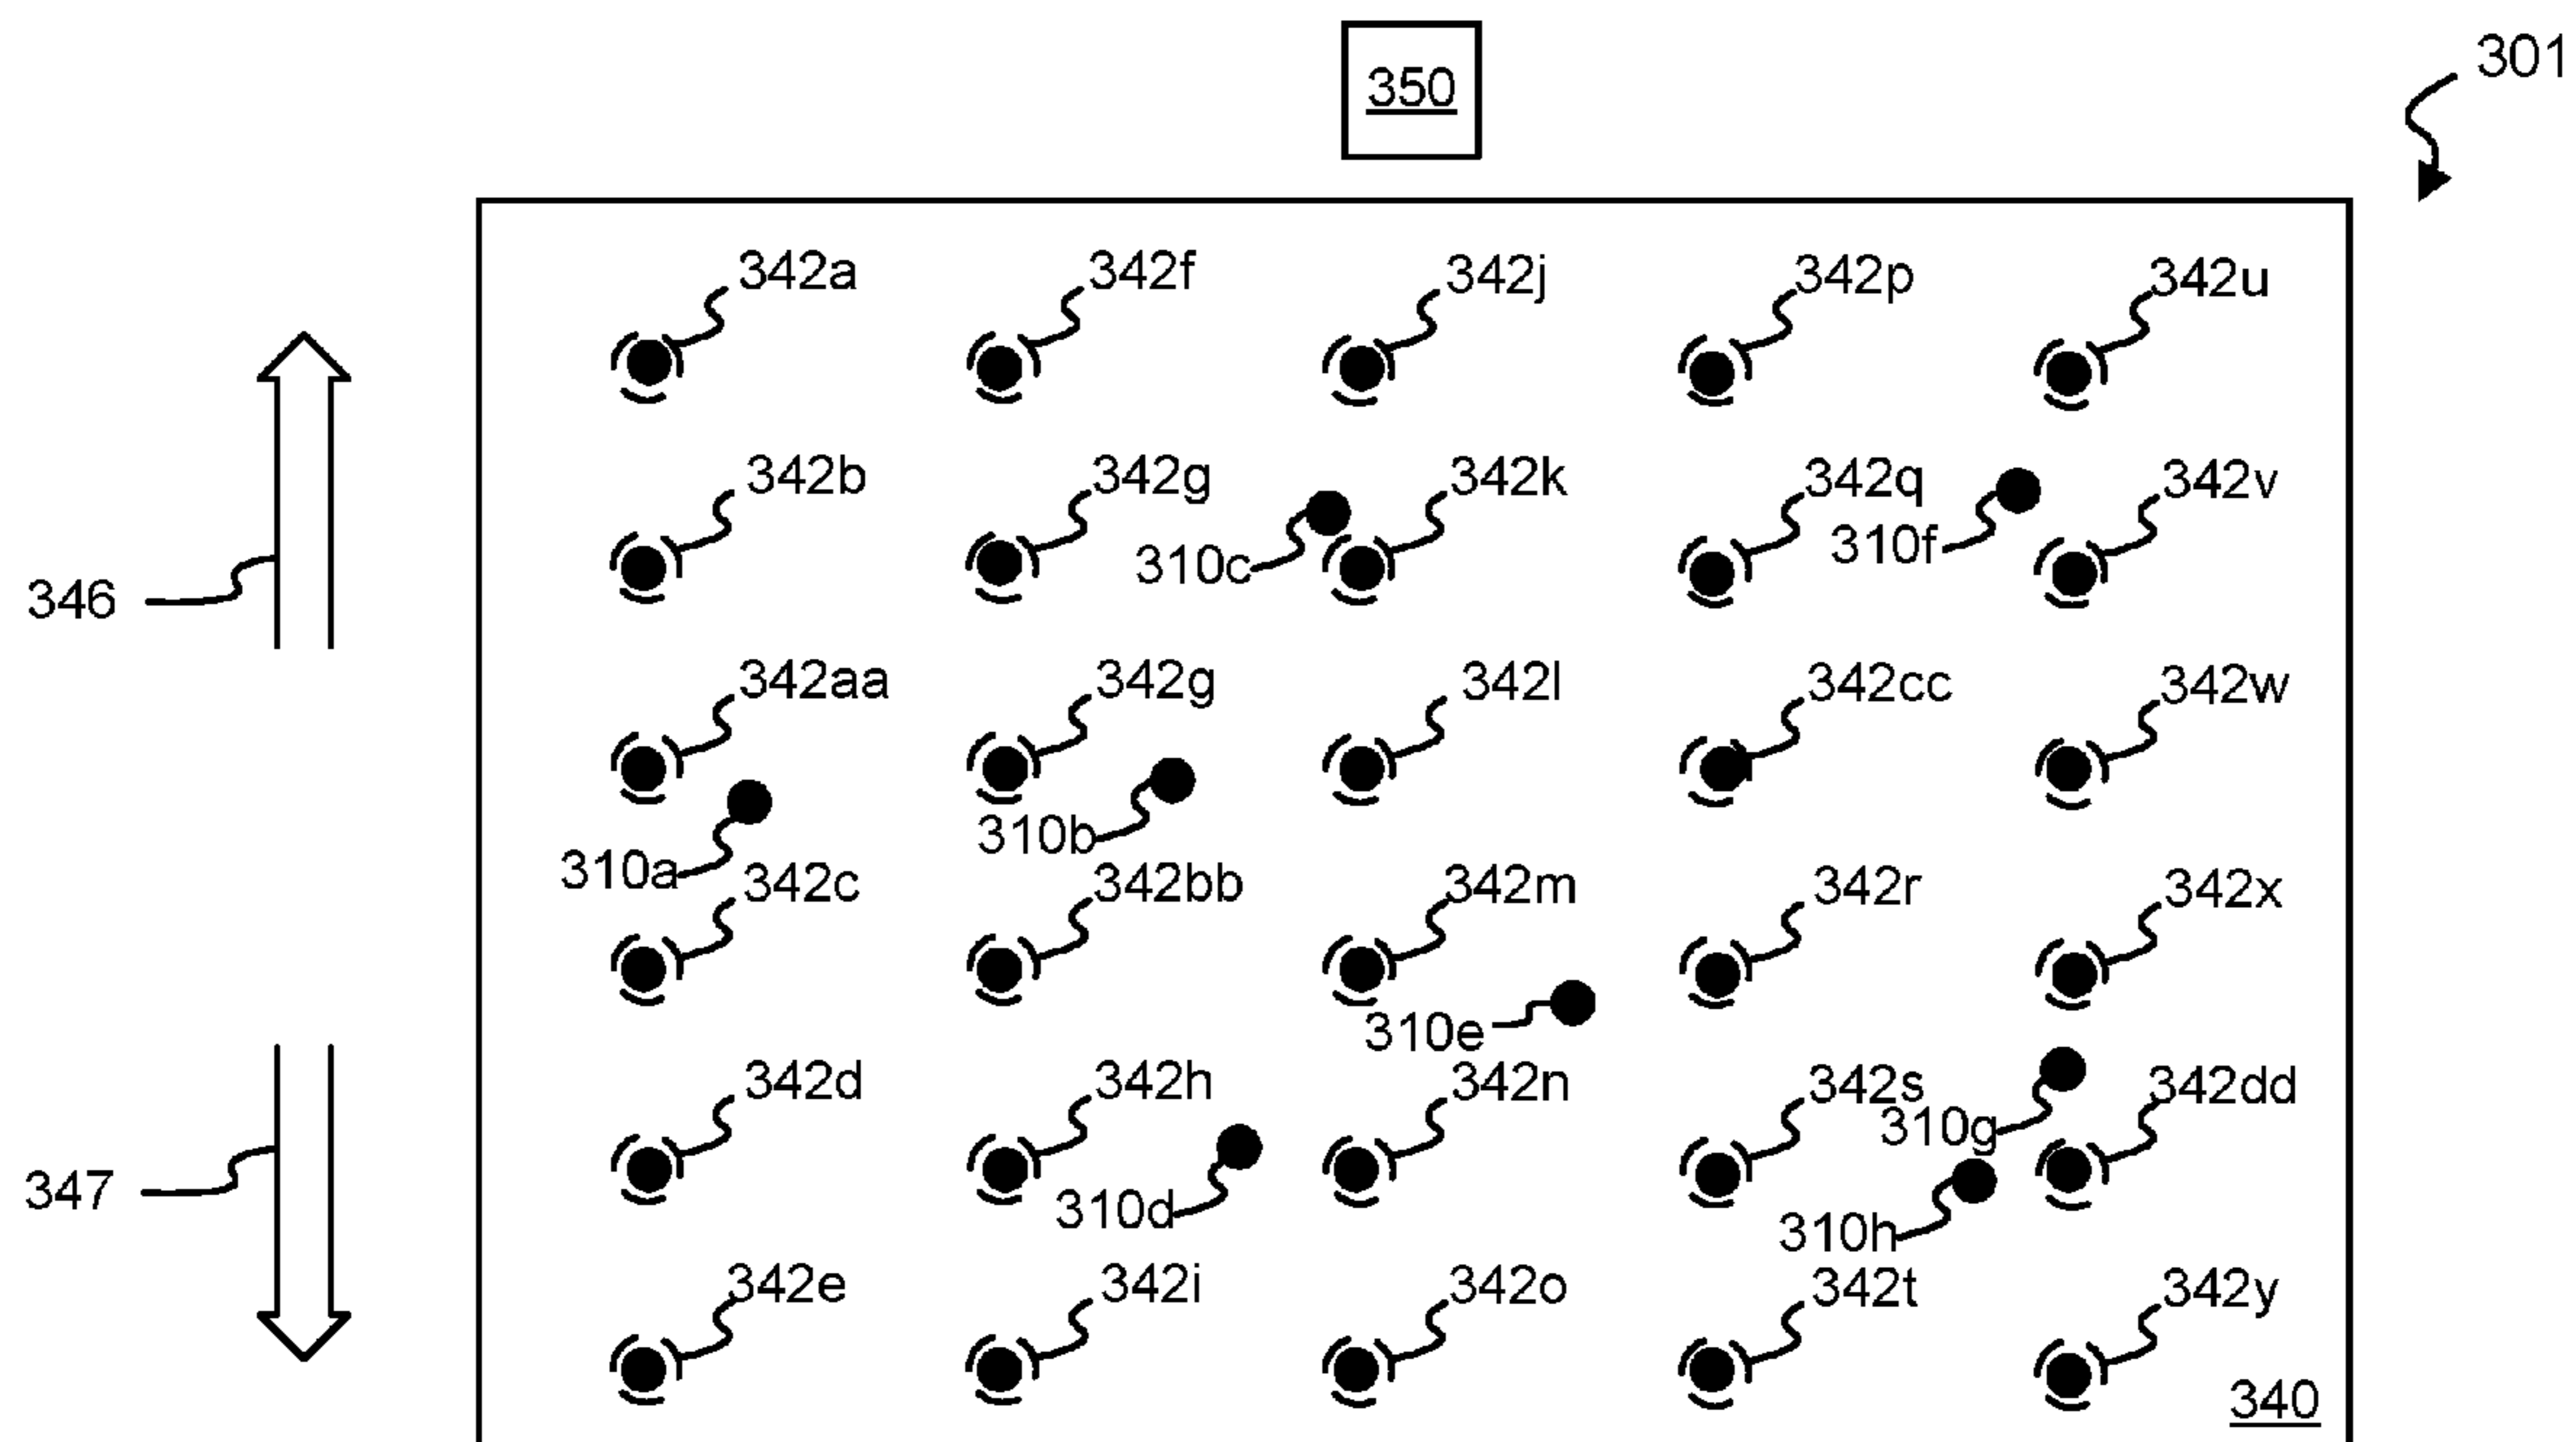 350
301
342a 342f 342j 342p 342u
342b 342g 342k 342q 342v
310c 310f
346
342aa 342g 342l 342cc 342w
310a 310b
342c 342bb 342m 342r 342x
310e
342d 342h 342n 342s 342dd
310g
347
310d 310h
342e 342i 342o 342t 342y
340